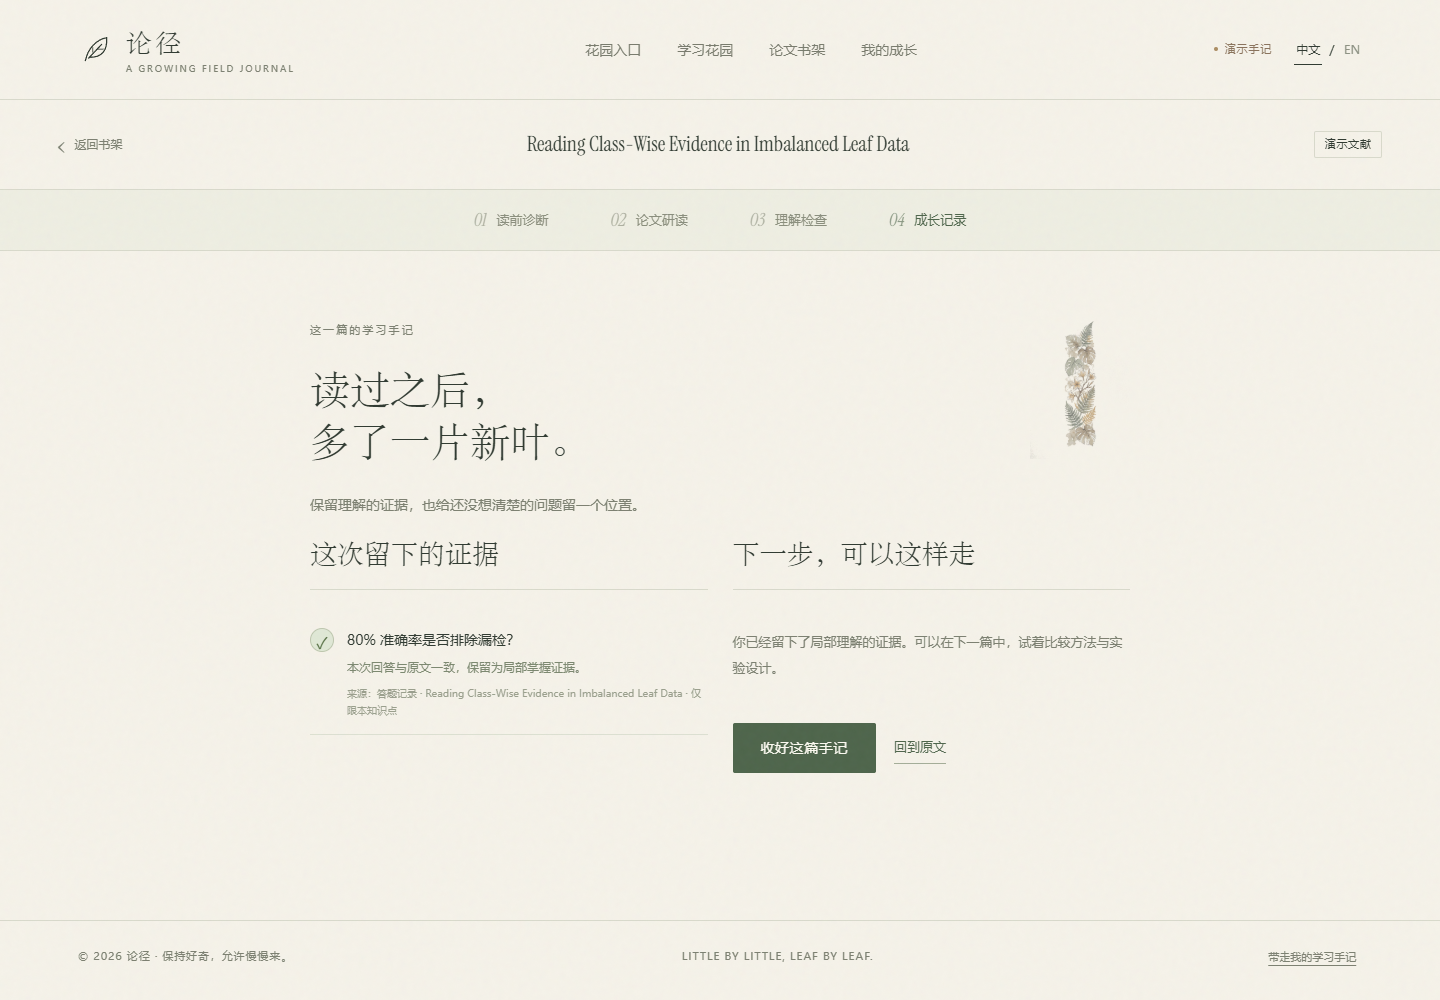 论径
A GROWING FIELD JOURNAL
花园入口 学习花园 论文书架 我的成长
演示手记 中文 / EN
返回书架
Reading Class-Wise Evidence in Imbalanced Leaf Data
演示文献
01 读前诊断 02 论文研读 03 理解检查 04 成长记录
这一篇的学习手记
读过之后，
多了一片新叶。
保留理解的证据，也给还没想清楚的问题留一个位置。
这次留下的证据
80% 准确率是否排除漏检？
本次回答与原文一致，保留为局部掌握证据。
来源：答题记录 · Reading Class-Wise Evidence in Imbalanced Leaf Data · 仅
限本知识点
下一步，可以这样走
你已经留下了局部理解的证据。可以在下一篇中，试着比较方法与实
验设计。
收好这篇手记 回到原文
© 2026 论径 · 保持好奇，允许慢慢来。
LITTLE BY LITTLE, LEAF BY LEAF.
带走我的学习手记